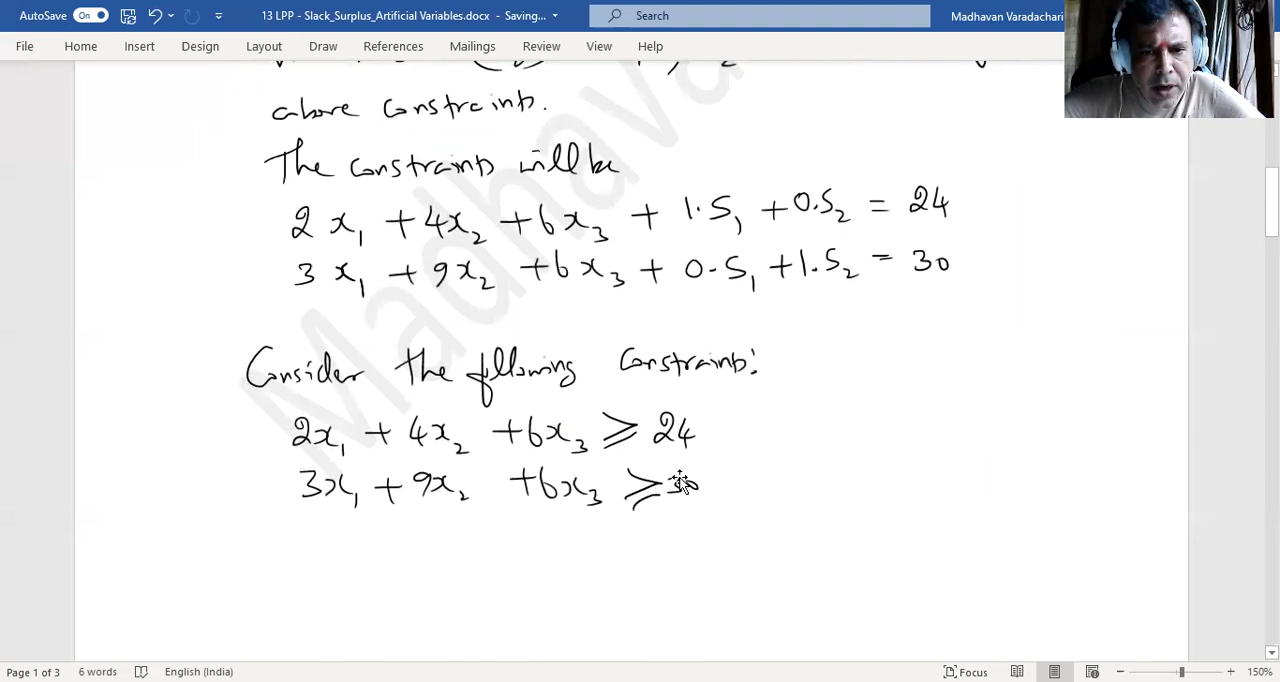 AutoSave On 13 LPP - Slack_Surplus_Artificial Variables.docx - Saving... Search Madhavan Varadachari
File Home Insert Design Layout Draw References Mailings Review View Help
above constraints.
The constraints will be
2x₁ + 4x₂ + 6x₃ + 1.S₁ + 0.S₂ = 24
3x₁ + 9x₂ + 6x₃ + 0.S₁ + 1.S₂ = 30
Consider the following constraints:
2x₁ + 4x₂ + 6x₃ ⩾ 24
3x₁ + 9x₂ + 6x₃ ⩾ 30
Madhava
Page 1 of 3 6 words English (India) Focus 150%